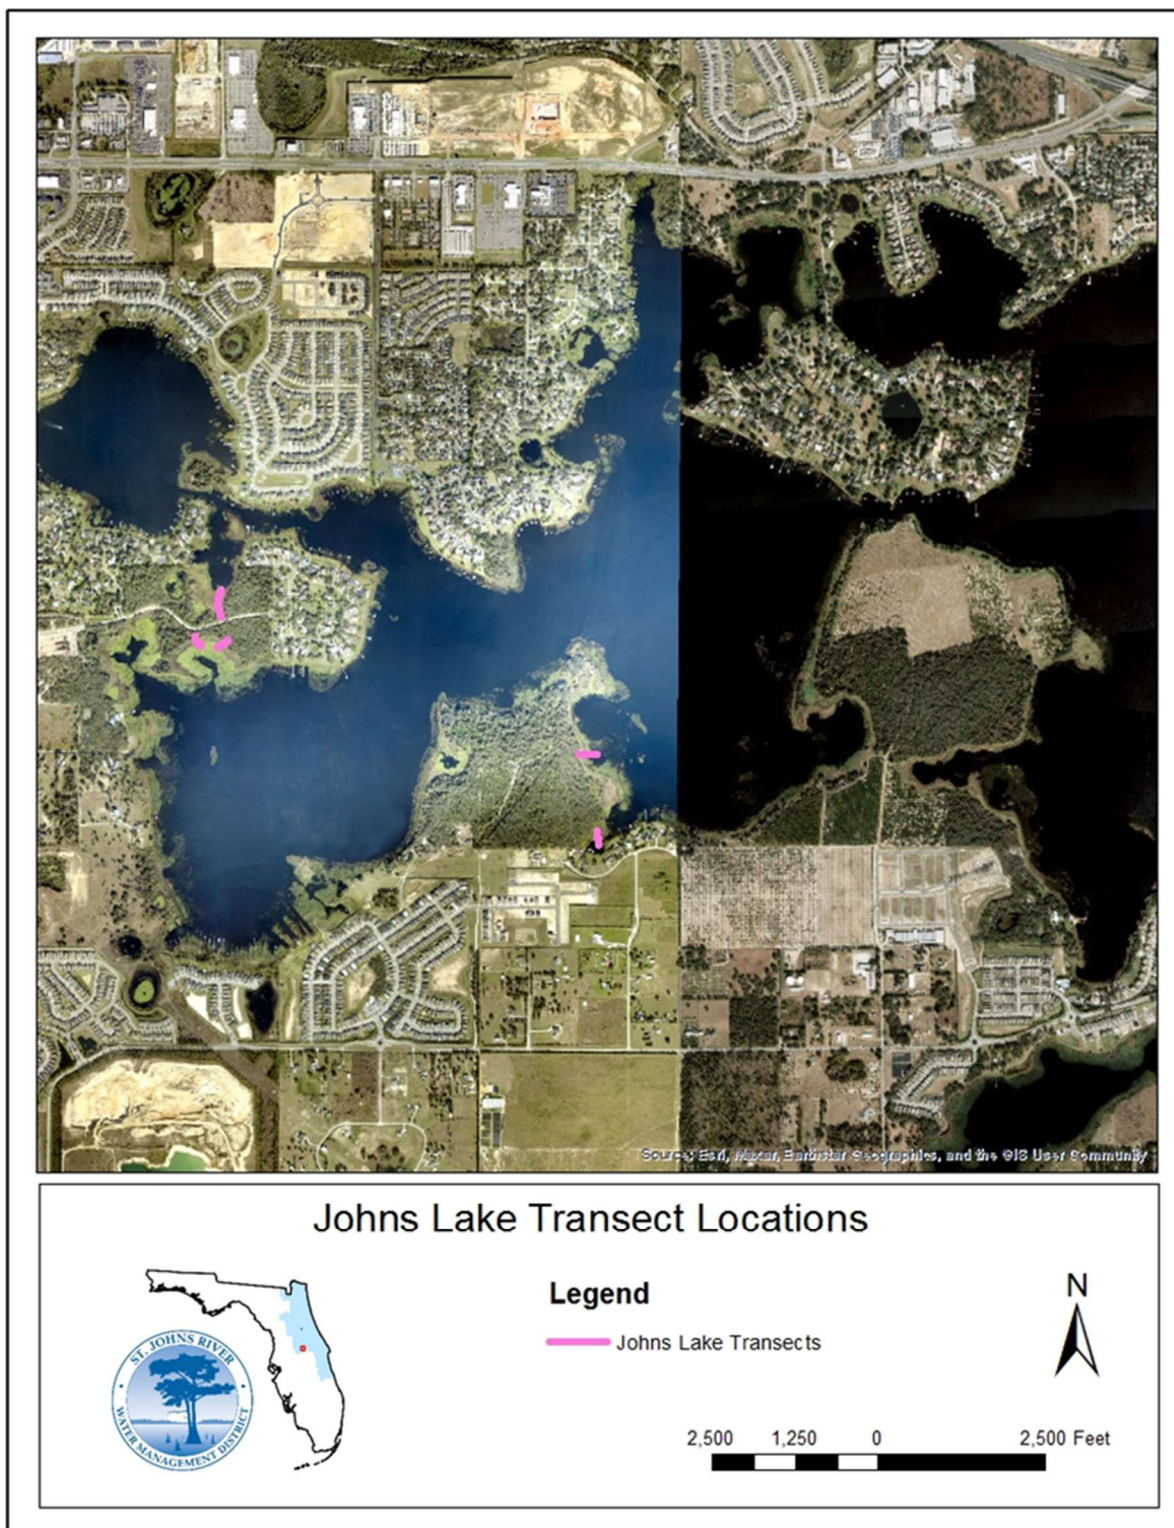 Source: Esri, Maxar, Earthstar Geographics, and the GIS User Community
Johns Lake Transect Locations
ST. JOHNS RIVER
WATER MANAGEMENT DISTRICT
Legend
Johns Lake Transects
N
2,500 1,250 0 2,500 Feet